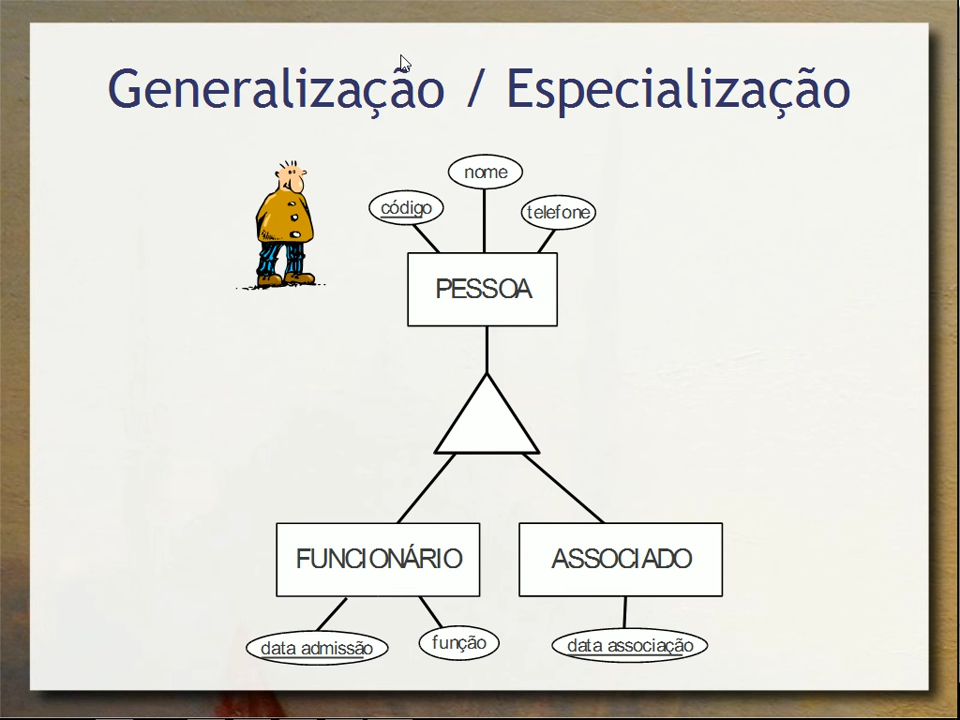 Generalização / Especialização
nome
código
telefone
PESSOA
FUNCIONÁRIO
ASSOCIADO
data admissão
função
data associação